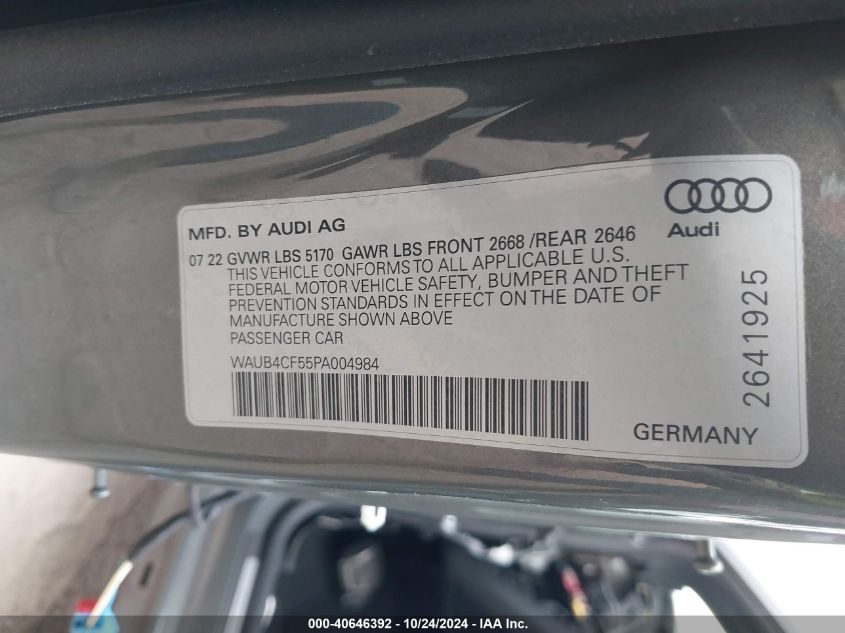 MFD. BY AUDI AG
Audi
07 22 GVWR LBS 5170 GAWR LBS FRONT 2668 /REAR 2646
THIS VEHICLE CONFORMS TO ALL APPLICABLE U.S.
FEDERAL MOTOR VEHICLE SAFETY, BUMPER AND THEFT
PREVENTION STANDARDS IN EFFECT ON THE DATE OF
MANUFACTURE SHOWN ABOVE
PASSENGER CAR
WAUB4CF55PA004984
2641925
GERMANY
000-40646392 - 10/24/2024 - IAA Inc.